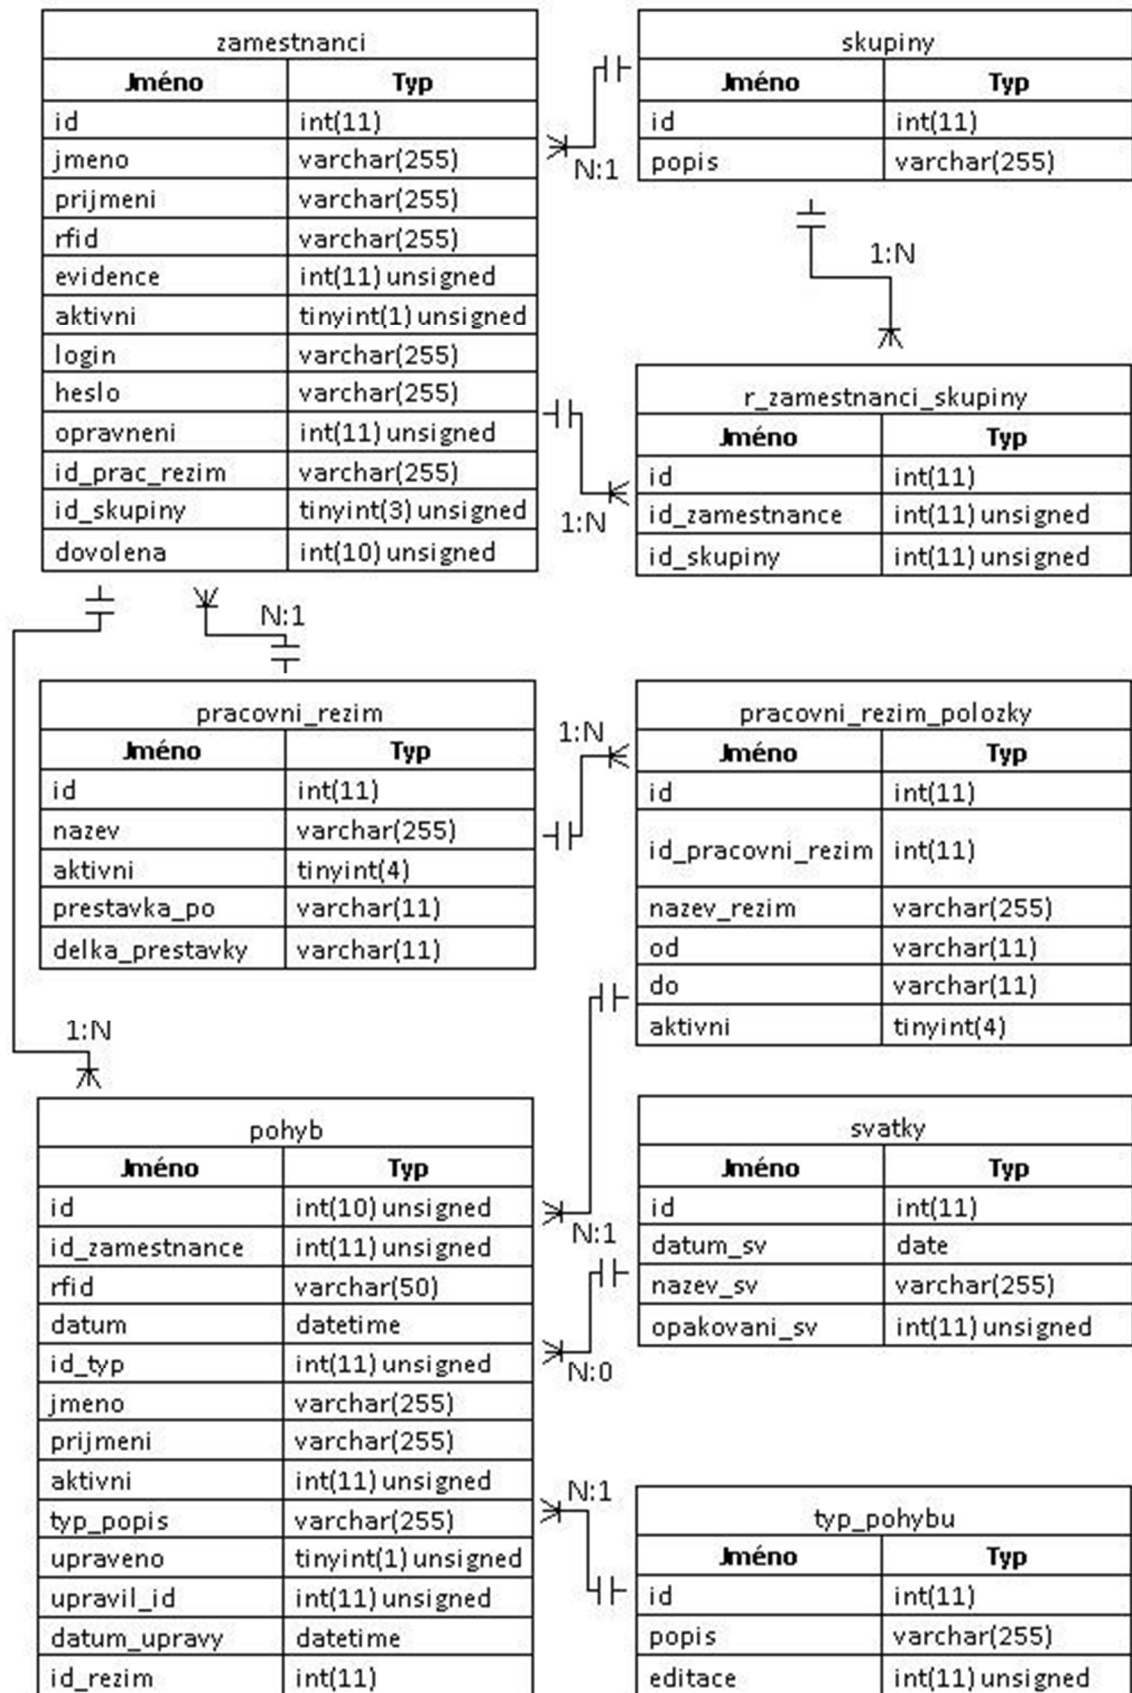 zamestnanci
Jméno Typ
id int(11)
jmeno varchar(255)
prijmeni varchar(255)
rfid varchar(255)
evidence int(11) unsigned
aktivni tinyint(1) unsigned
login varchar(255)
heslo varchar(255)
opravneni int(11) unsigned
id_prac_rezim varchar(255)
id_skupiny tinyint(3) unsigned
dovolena int(10) unsigned
N:1
skupiny
Jméno Typ
id int(11)
popis varchar(255)
1:N
r_zamestnanci_skupiny
Jméno Typ
id int(11)
id_zamestnance int(11) unsigned
id_skupiny int(11) unsigned
1:N
N:1
pracovni_rezim
Jméno Typ
id int(11)
nazev varchar(255)
aktivni tinyint(4)
prestavka_po varchar(11)
delka_prestavky varchar(11)
1:N
pracovni_rezim_polozky
Jméno Typ
id int(11)
id_pracovni_rezim int(11)
nazev_rezim varchar(255)
od varchar(11)
do varchar(11)
aktivni tinyint(4)
1:N
pohyb
Jméno Typ
id int(10) unsigned
id_zamestnance int(11) unsigned
rfid varchar(50)
datum datetime
id_typ int(11) unsigned
jmeno varchar(255)
prijmeni varchar(255)
aktivni int(11) unsigned
typ_popis varchar(255)
upraveno tinyint(1) unsigned
upravil_id int(11) unsigned
datum_upravy datetime
id_rezim int(11)
N:1
svatky
Jméno Typ
id int(11)
datum_sv date
nazev_sv varchar(255)
opakovani_sv int(11) unsigned
N:0
N:1
typ_pohybu
Jméno Typ
id int(11)
popis varchar(255)
editace int(11) unsigned